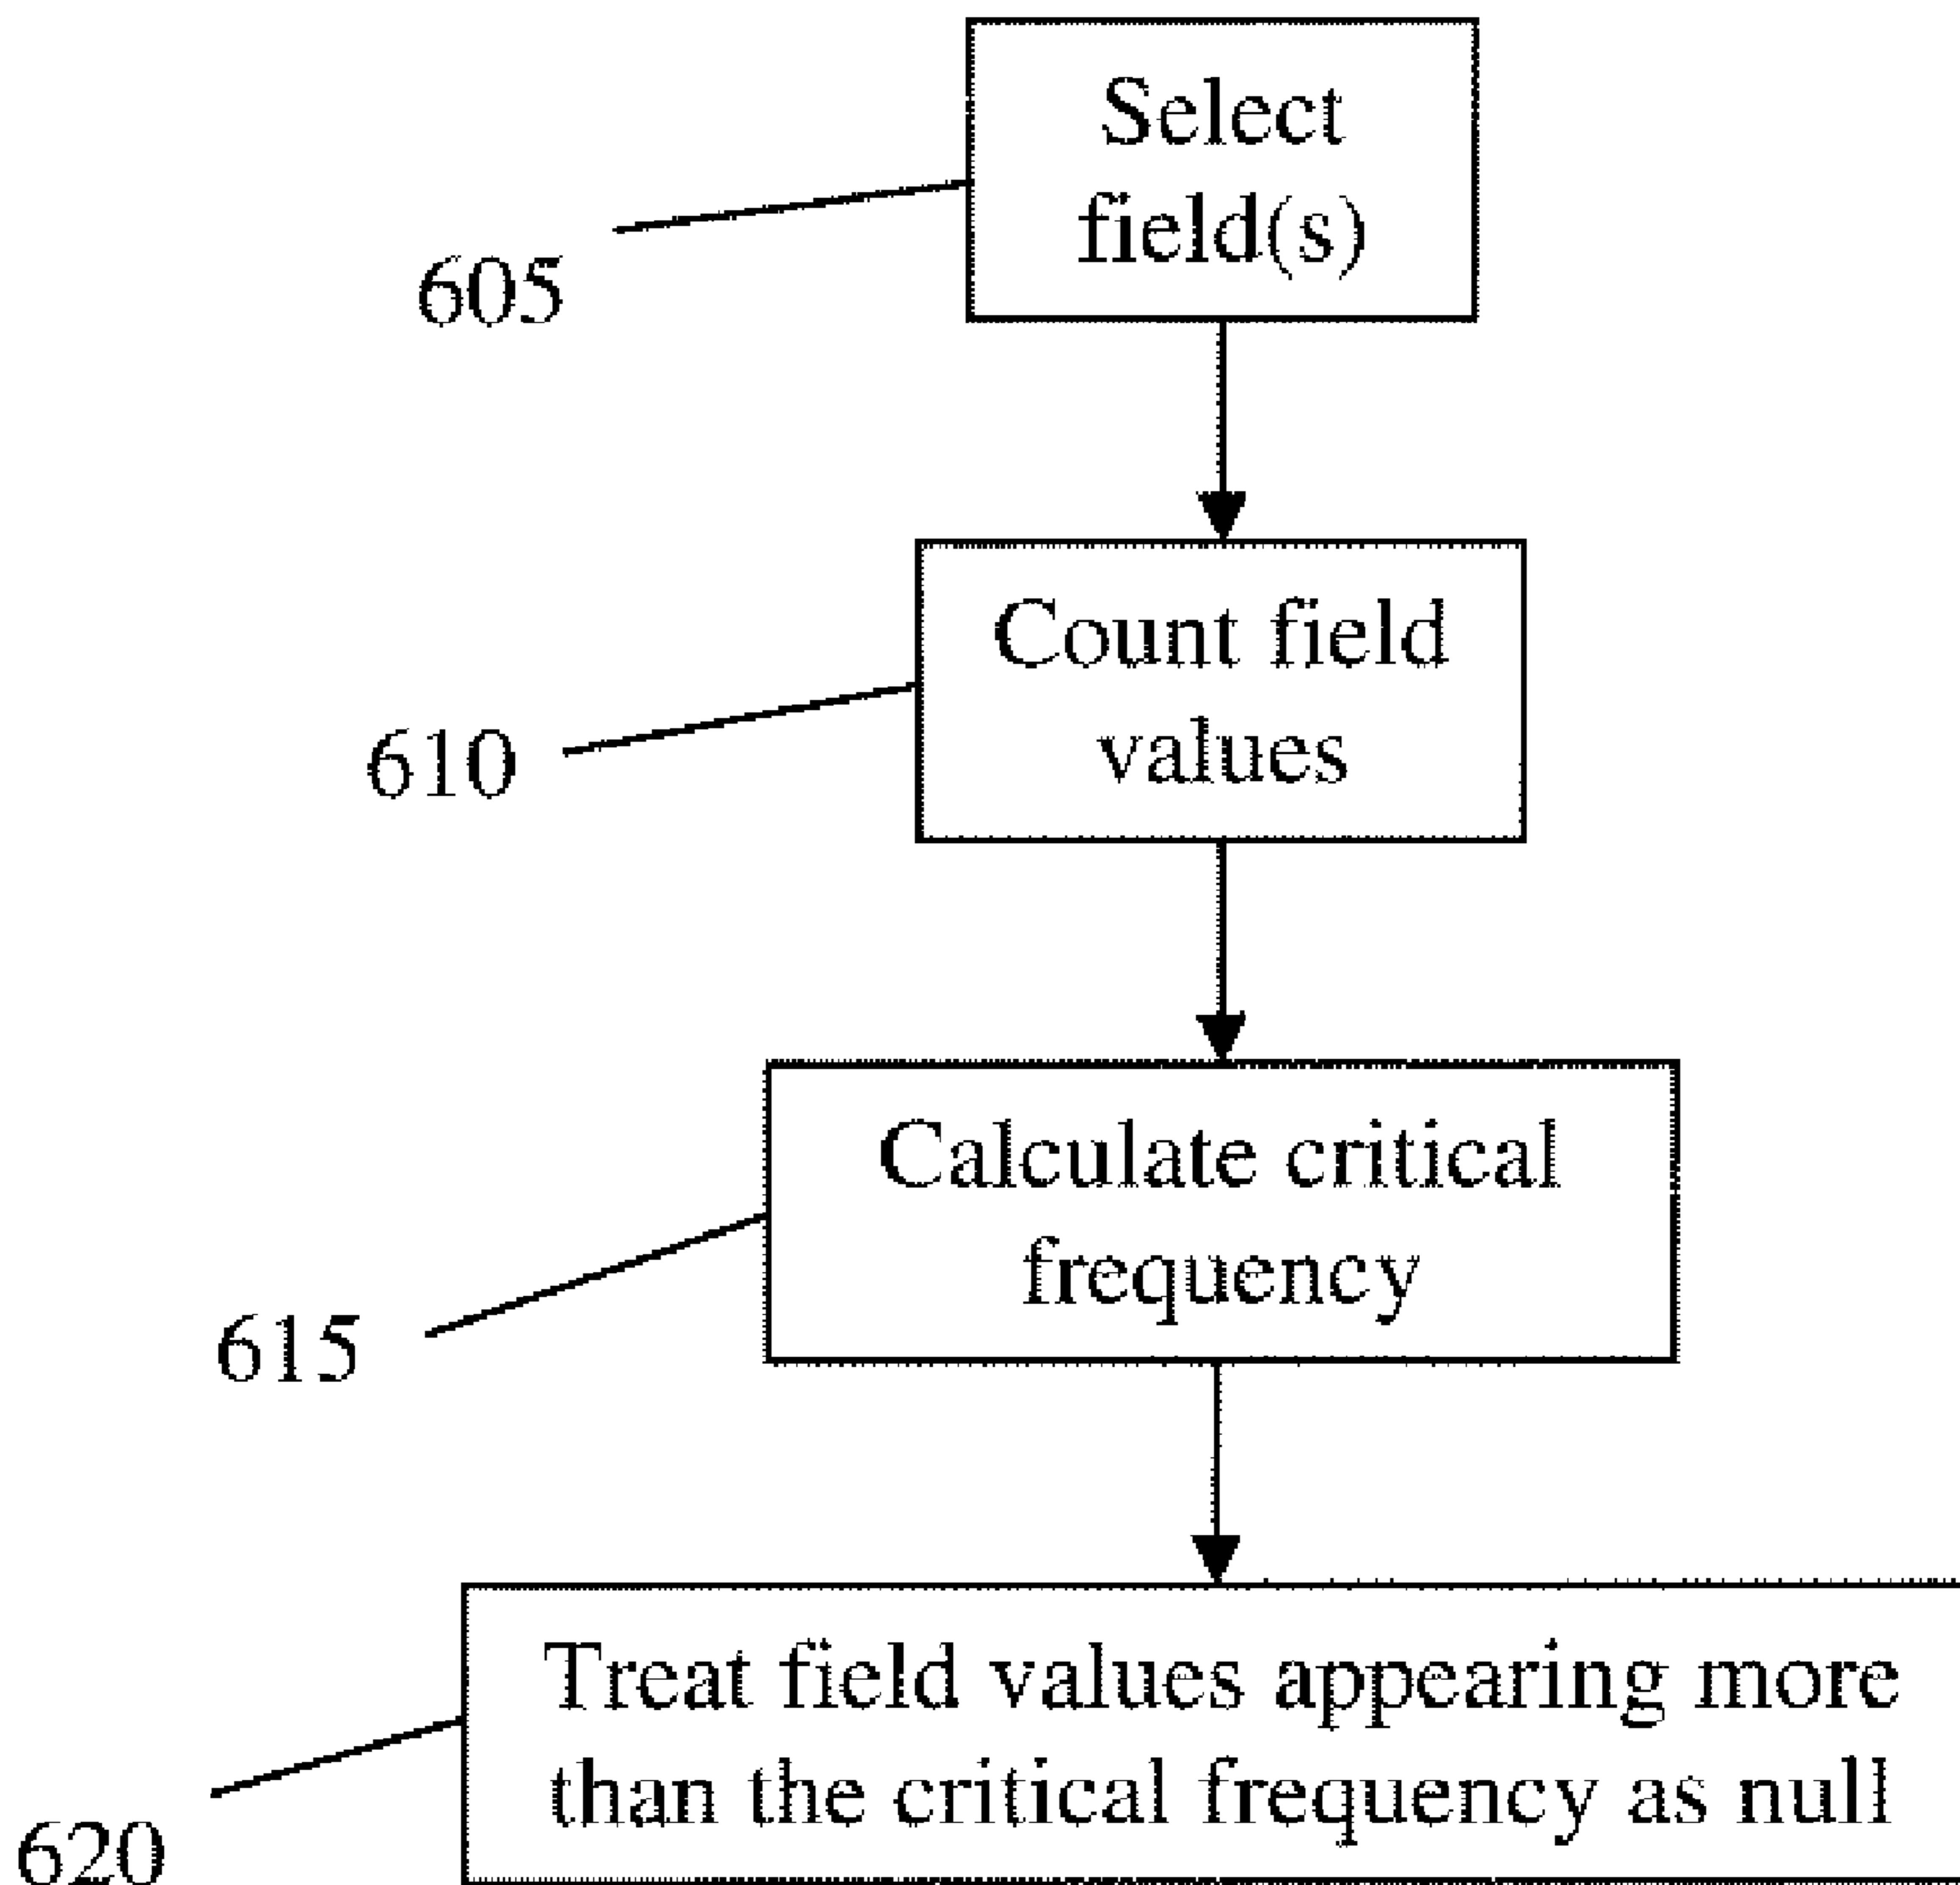 Select
field(s)
605
Count field
values
610
Calculate critical
frequency
615
Treat field values appearing more
than the critical frequency as null
620